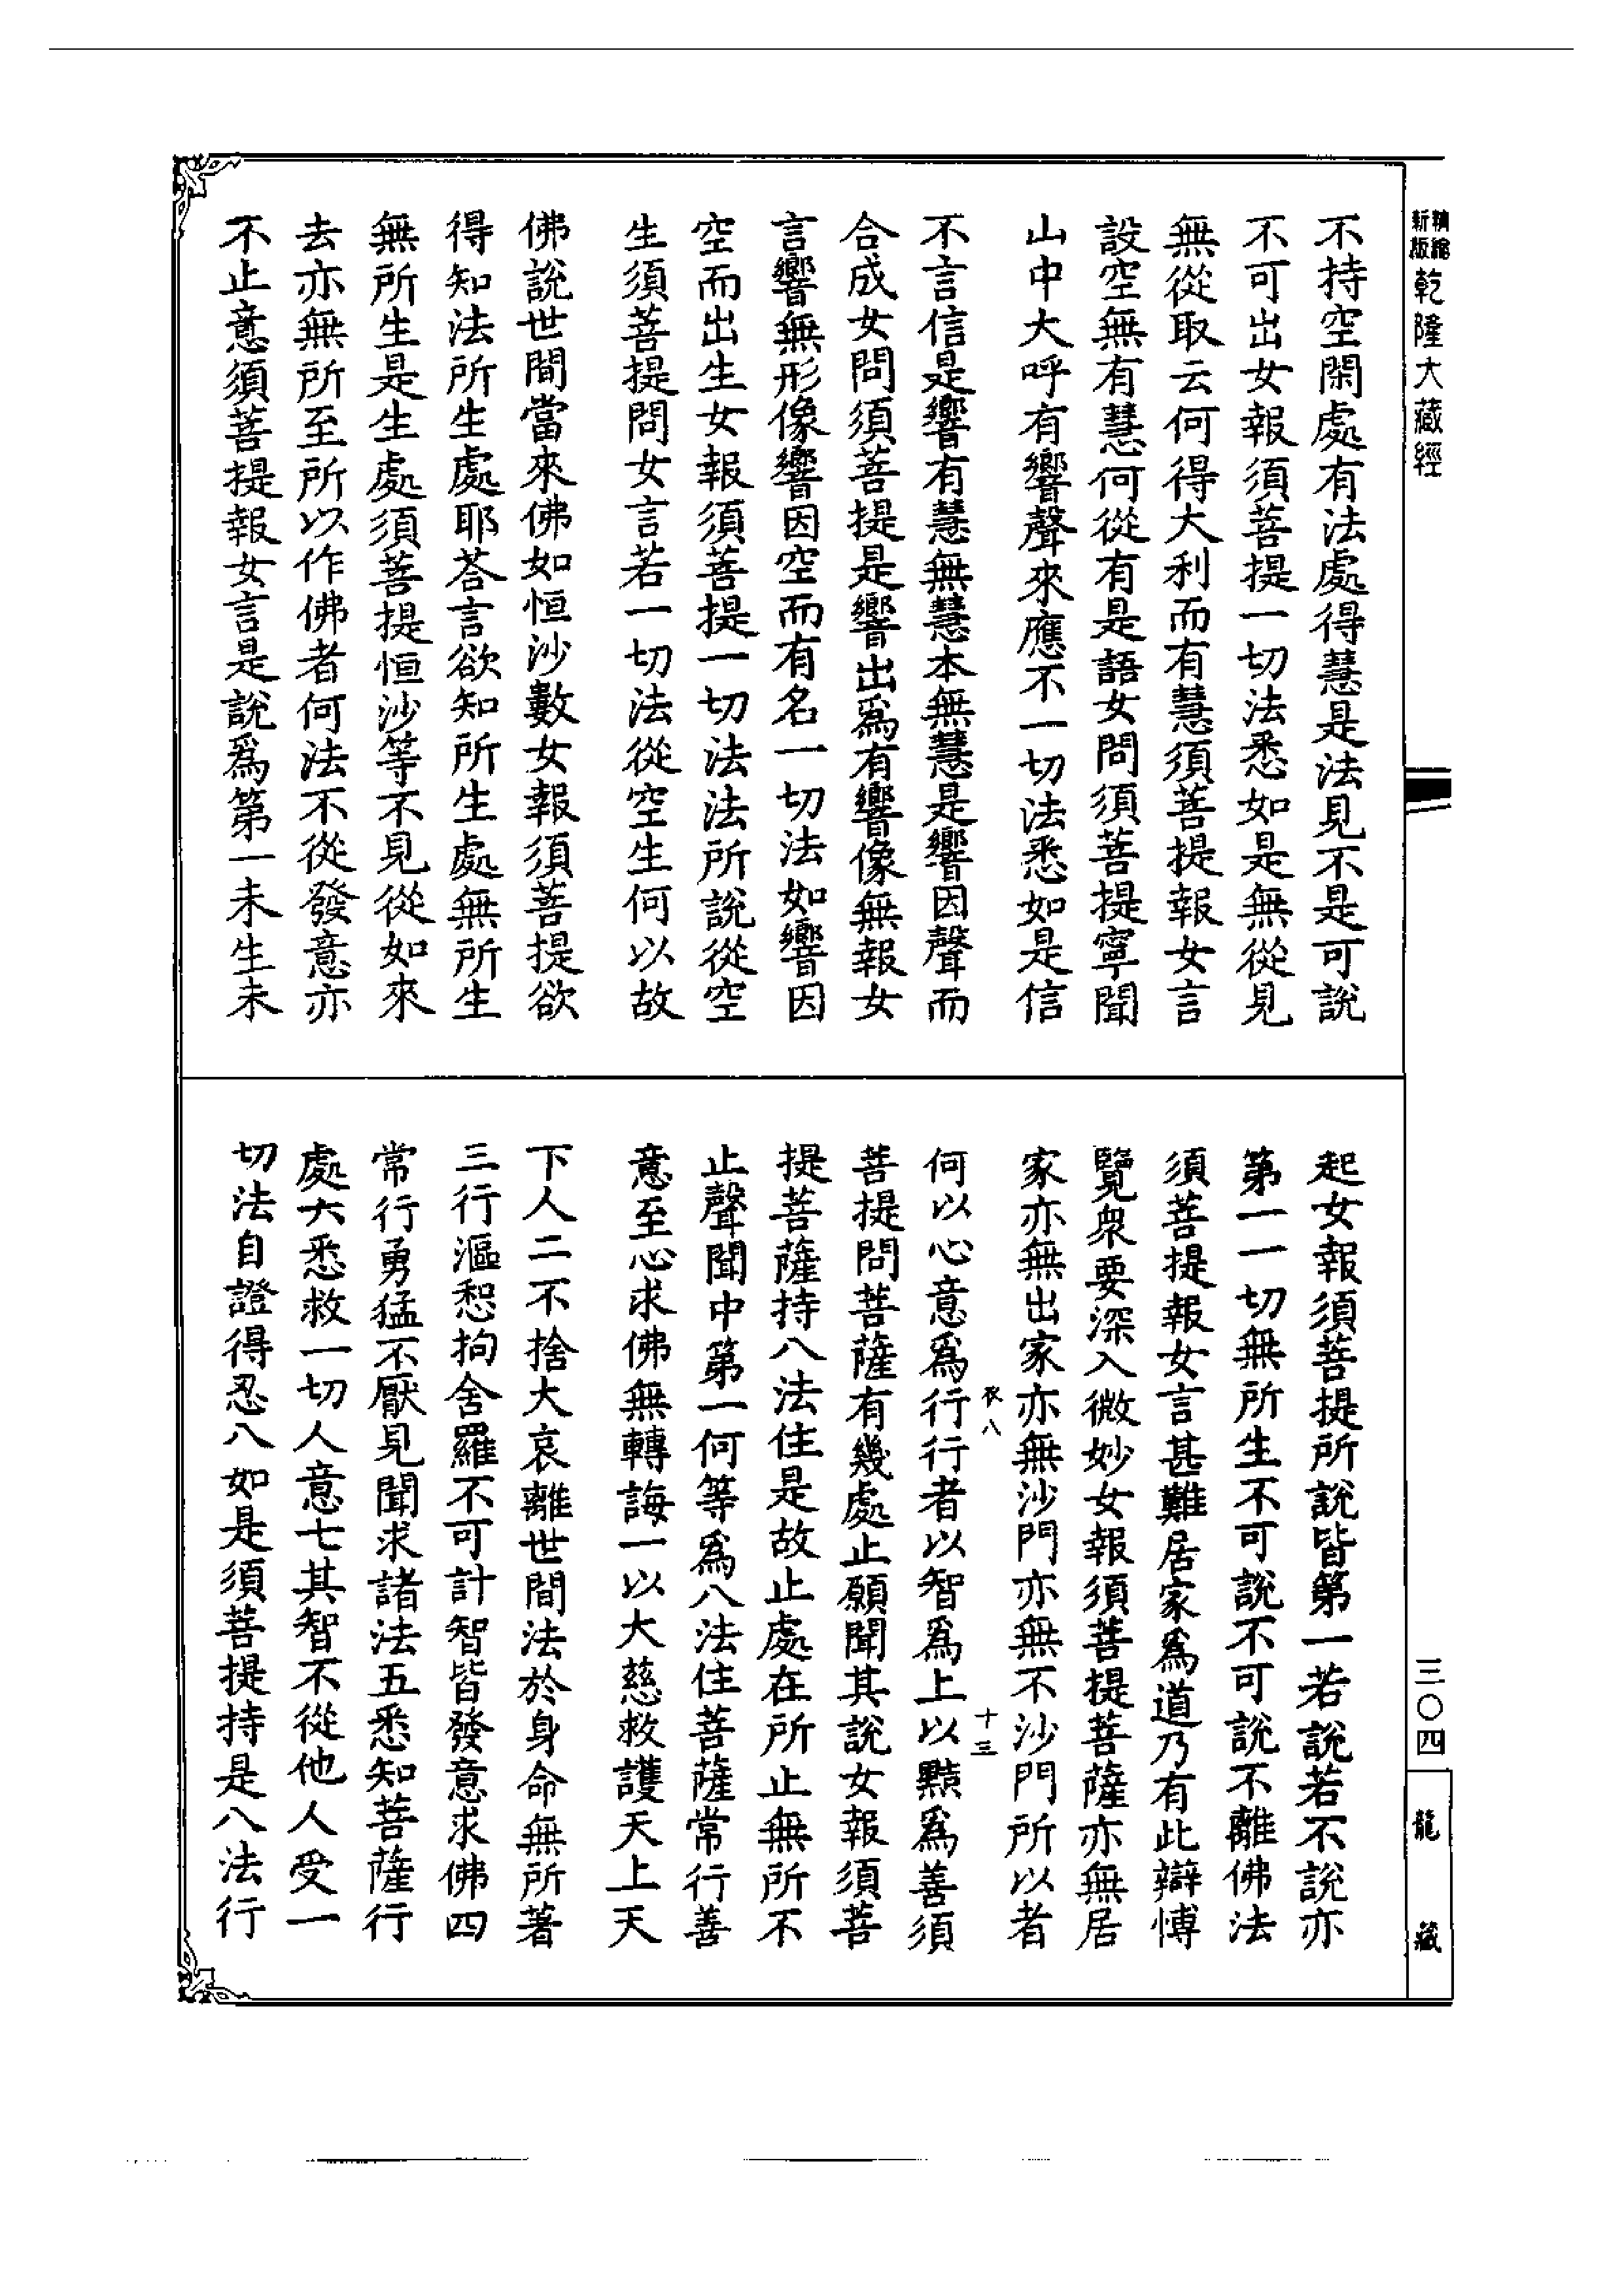 精縮
新版
乾隆大藏經
不持空閑處有法處得慧是法見不是可說
不可出女報須菩提一切法悉如是無從見
無從取云何得大利而有慧須菩提報女言
設空無有慧何從有是語女問須菩提寧聞
山中大呼有響聲來應不一切法悉如是信
不言信是響有慧無慧本無慧是響因聲而
合成女問須菩提是響出為有響像無報女
言響無形像響因空而有名一切法如響因
空而出生女報須菩提一切法法所說從空
生須菩提問女言若一切法從空生何以故
佛說世間當來佛如恒沙數女報須菩提欲
得知法所生處耶荅言欲知所生處無所生
無所生是生處須菩提恒沙等不見從如來
去亦無所至所以作佛者何法不從發意亦
不止意須菩提報女言是說為第一未生未
起女報須菩提所說皆第一若說若不說亦
第一一切無所生不可說不可說不離佛法
須菩提報女言甚難居家為道乃有此辯愽
覽衆要深入微妙女報須菩提菩薩亦無居
家亦無出家亦無沙門亦無不沙門所以者
衣八
十三
何以心意為行行者以智為上以黠為善須
菩提問菩薩有幾處止願聞其說女報須菩
提菩薩持八法住是故止處在所止無所不
止聲聞中第一何等為八法住菩薩常行善
意至心求佛無轉誨一以大慈救護天上天
下人二不捨大哀離世間法於身命無所著
三行漚惒拘舍羅不可計智皆發意求佛四
常行勇猛不厭見聞求諸法五悉知菩薩行
處六悉救一切人意七其智不從他人受一
切法自證得忍八如是須菩提持是八法行
三〇四
龍
藏